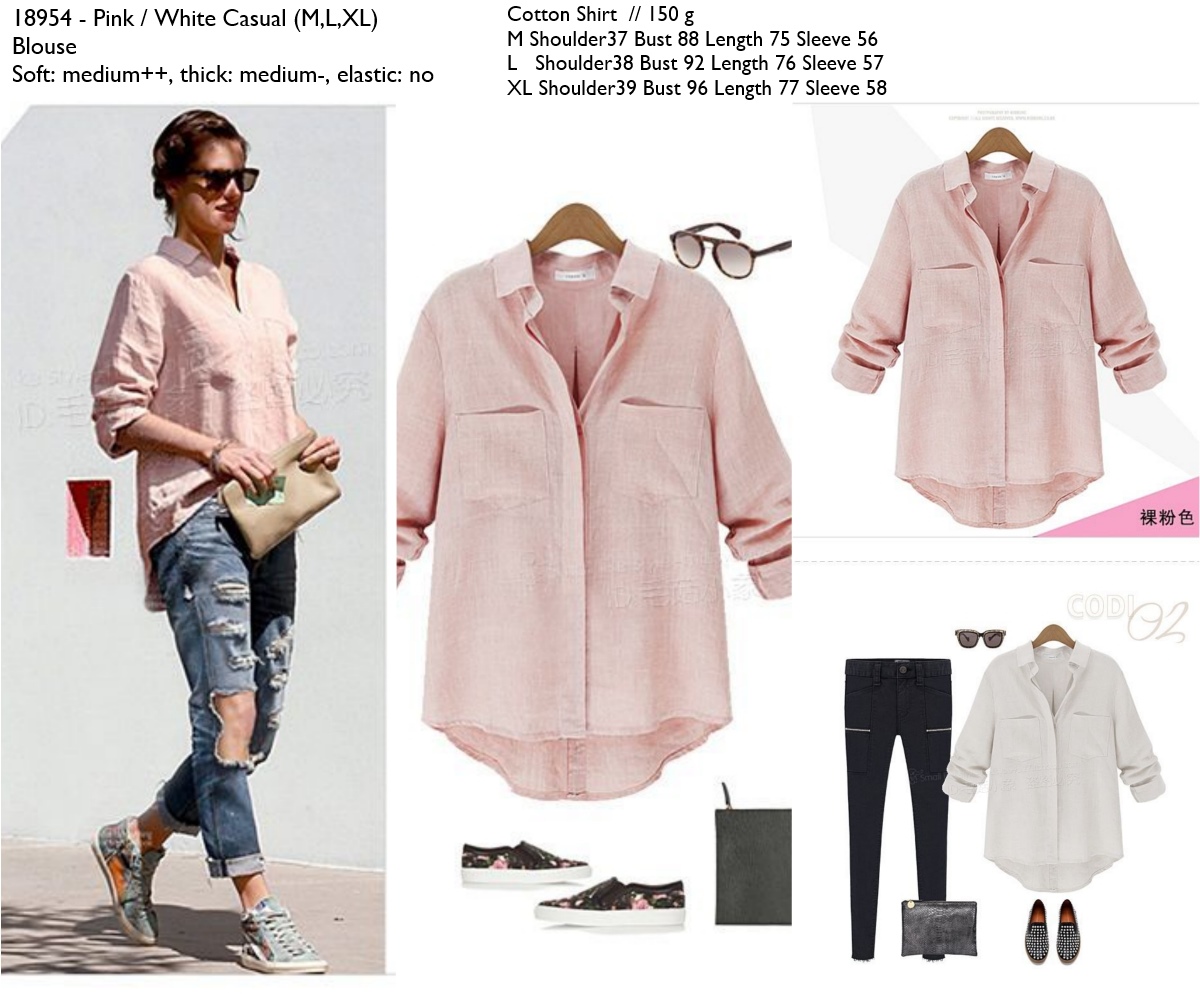 18954 - Pink / White Casual (M,L,XL)
Blouse
Soft: medium++, thick: medium-, elastic: no
Cotton Shirt // 150 g
M Shoulder37 Bust 88 Length 75 Sleeve 56
L Shoulder38 Bust 92 Length 76 Sleeve 57
XL Shoulder39 Bust 96 Length 77 Sleeve 58
裸粉色
CODI 02